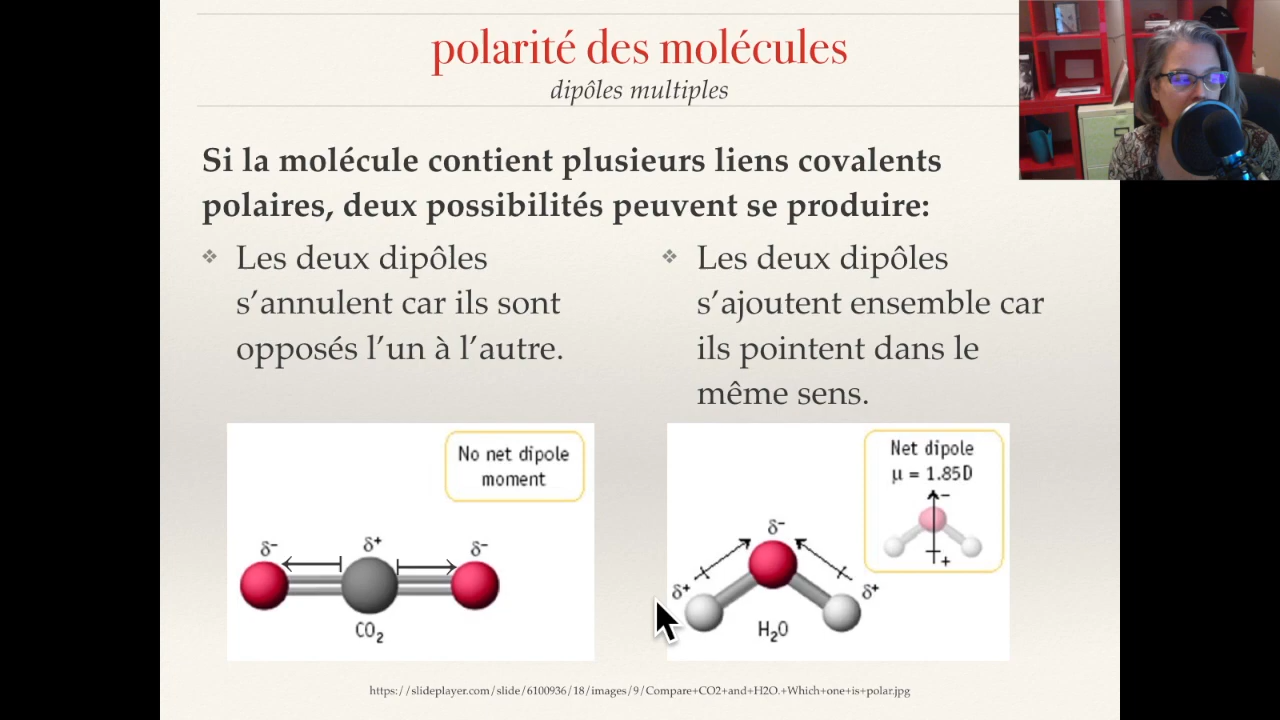 polarité des molécules
dipôles multiples
Si la molécule contient plusieurs liens covalents
polaires, deux possibilités peuvent se produire:
❖ Les deux dipôles
s’annulent car ils sont
opposés l’un à l’autre.
❖ Les deux dipôles
s’ajoutent ensemble car
ils pointent dans le
même sens.
No net dipole
moment
δ⁻ δ⁺ δ⁻
CO₂
Net dipole
μ = 1.85D
−
+
δ⁻
δ⁺ δ⁺
H₂O
https://slideplayer.com/slide/6100936/18/images/9/Compare+CO2+and+H2O.+Which+one+is+polar.jpg